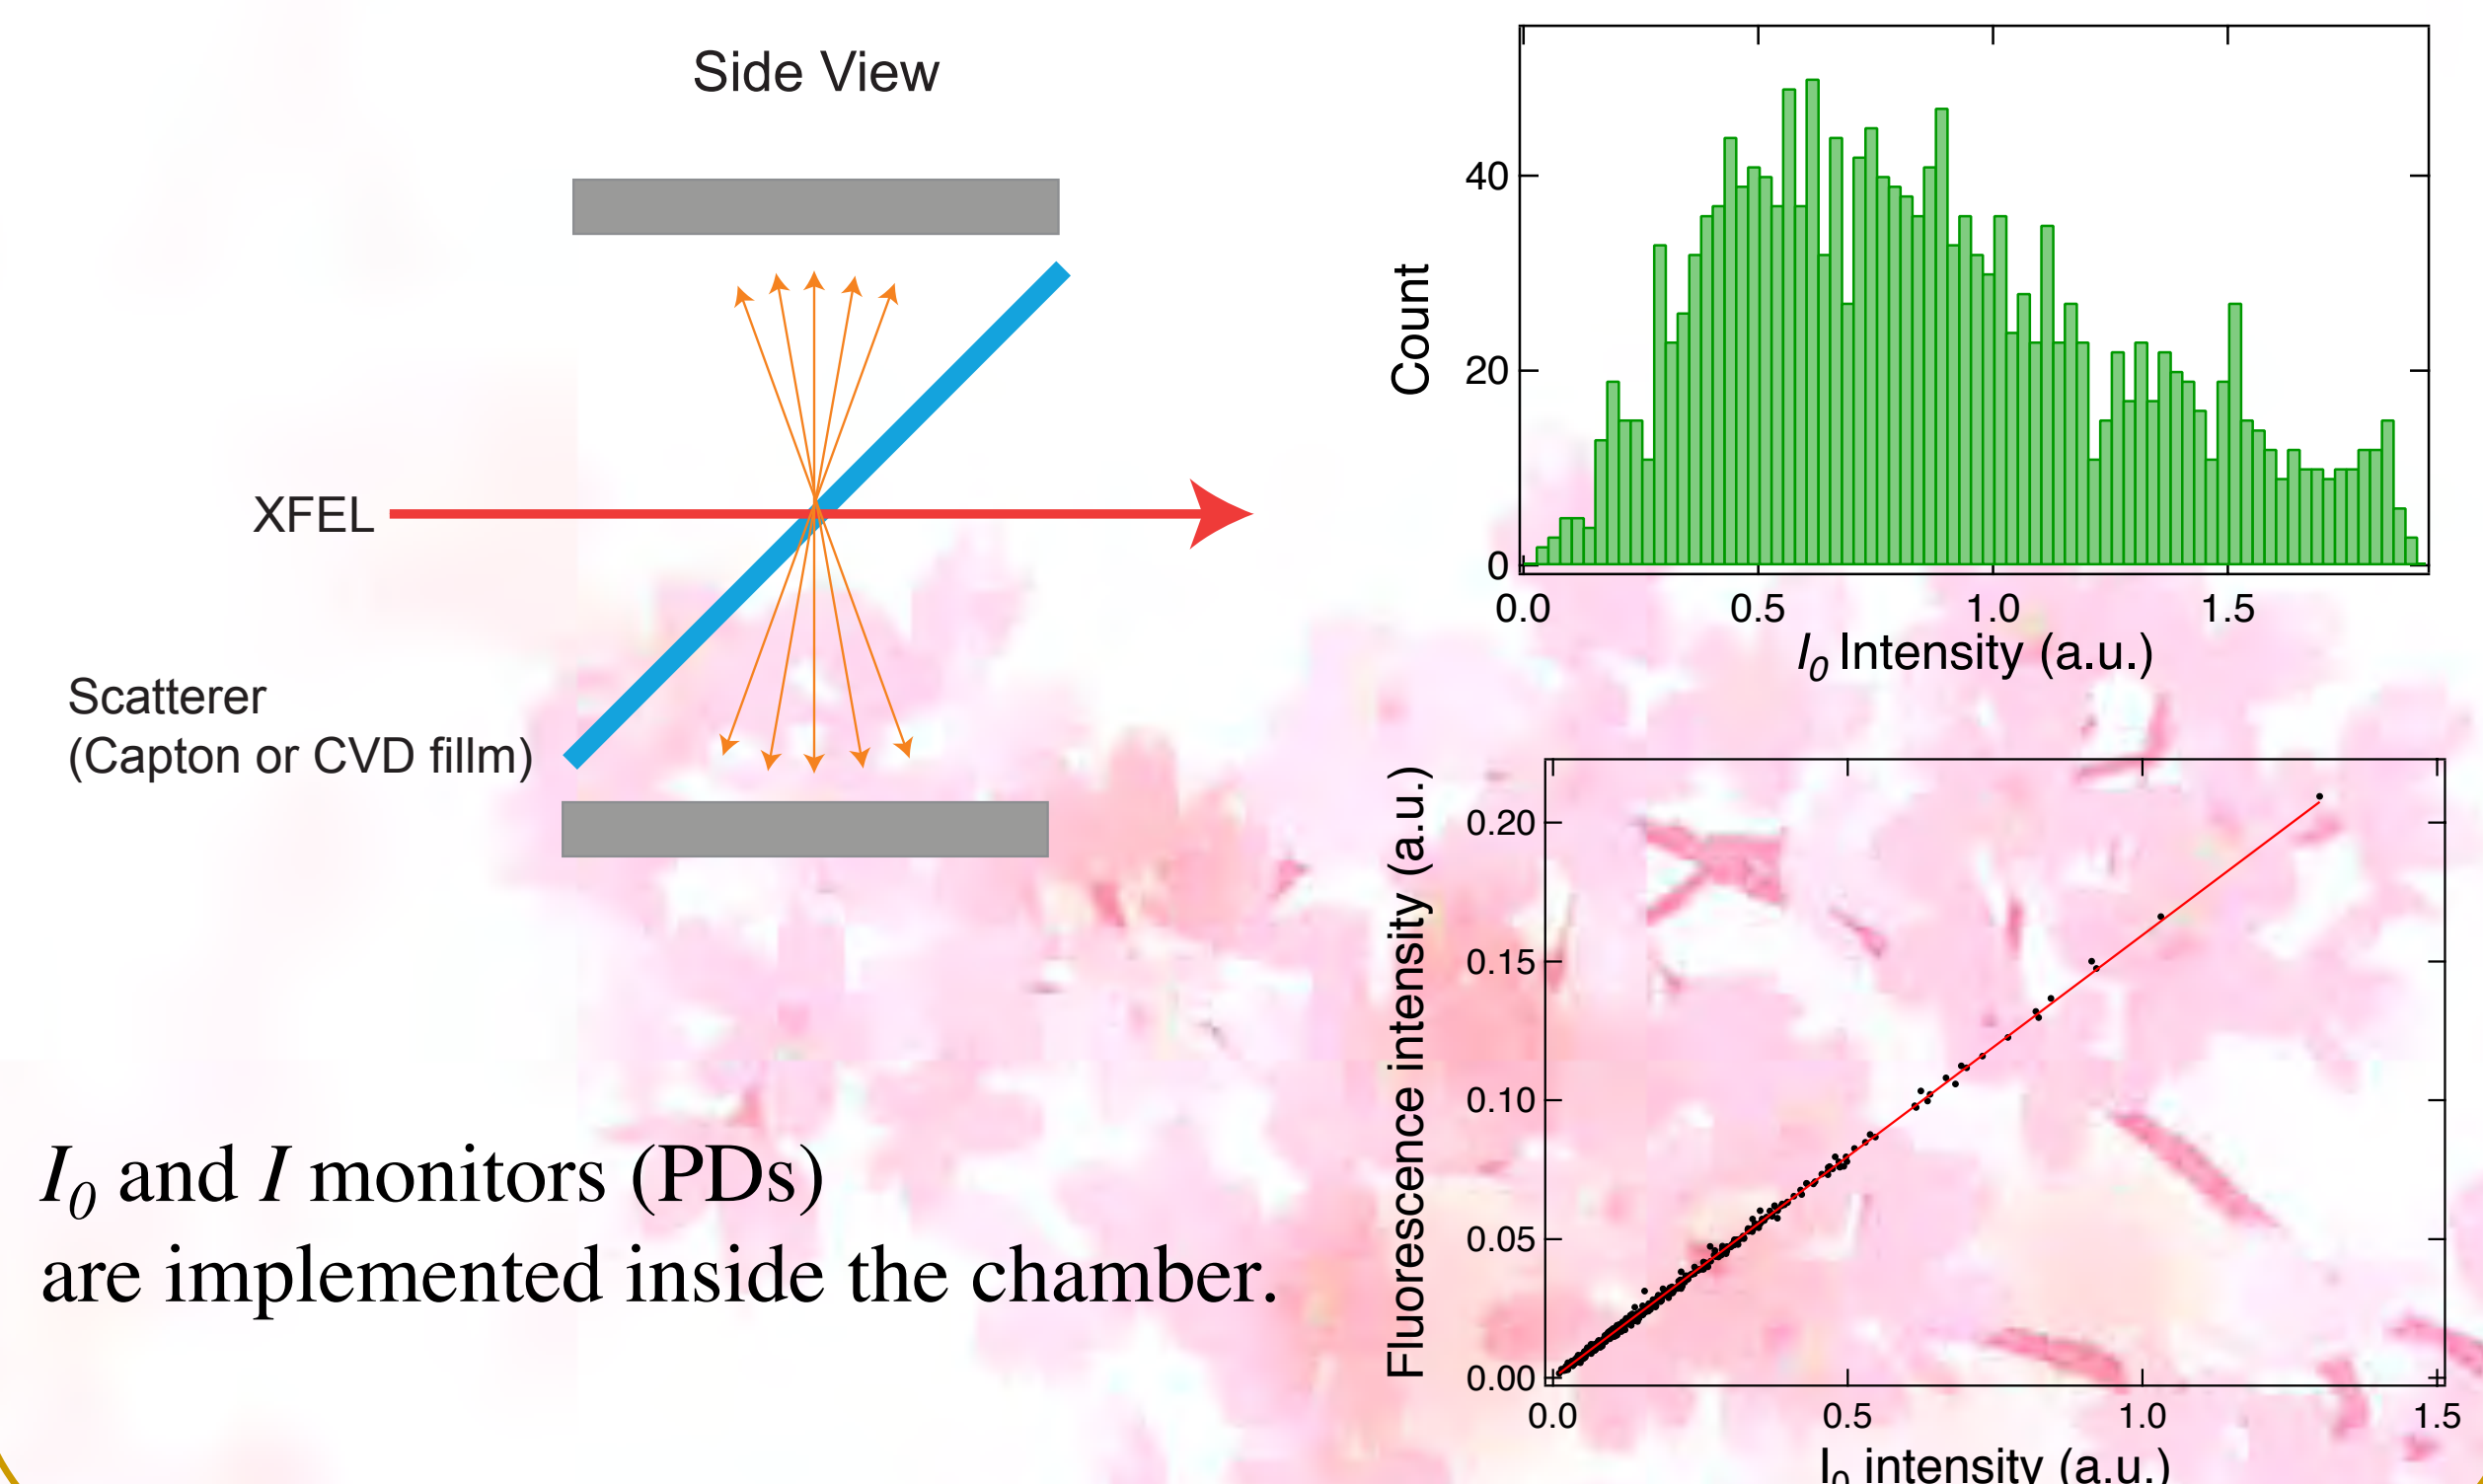 Side View
XFEL
Scatterer
(Capton or CVD fillm)
I0 and I monitors (PDs)
are implemented inside the chamber.
Count
40
20
0
0.0 0.5 1.0 1.5
I0 Intensity (a.u.)
Fluorescence intensity (a.u.)
0.20
0.15
0.10
0.05
0.00
0.0 0.5 1.0 1.5
I0 intensity (a.u.)